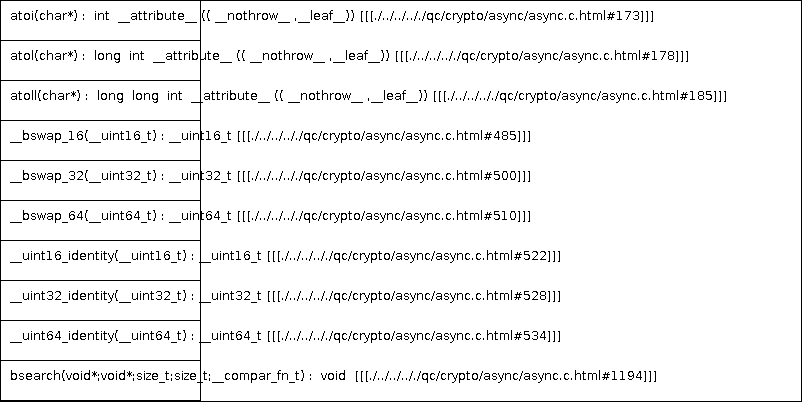 atoi(char*) : int __attribute__ (( __nothrow__ ,__leaf__)) [[[./../../../qc/crypto/async/async.c.html#173]]]
atol(char*) : long int __attribute__ (( __nothrow__ ,__leaf__)) [[[./../../../qc/crypto/async/async.c.html#178]]]
atoll(char*) : long long int __attribute__ (( __nothrow__ ,__leaf__)) [[[./../../../qc/crypto/async/async.c.html#185]]]
__bswap_16(__uint16_t) : __uint16_t [[[./../../../qc/crypto/async/async.c.html#485]]]
__bswap_32(__uint32_t) : __uint32_t [[[./../../../qc/crypto/async/async.c.html#500]]]
__bswap_64(__uint64_t) : __uint64_t [[[./../../../qc/crypto/async/async.c.html#510]]]
__uint16_identity(__uint16_t) : __uint16_t [[[./../../../qc/crypto/async/async.c.html#522]]]
__uint32_identity(__uint32_t) : __uint32_t [[[./../../../qc/crypto/async/async.c.html#528]]]
__uint64_identity(__uint64_t) : __uint64_t [[[./../../../qc/crypto/async/async.c.html#534]]]
bsearch(void*;void*;size_t;size_t;__compar_fn_t) : void [[[./../../../qc/crypto/async/async.c.html#1194]]]